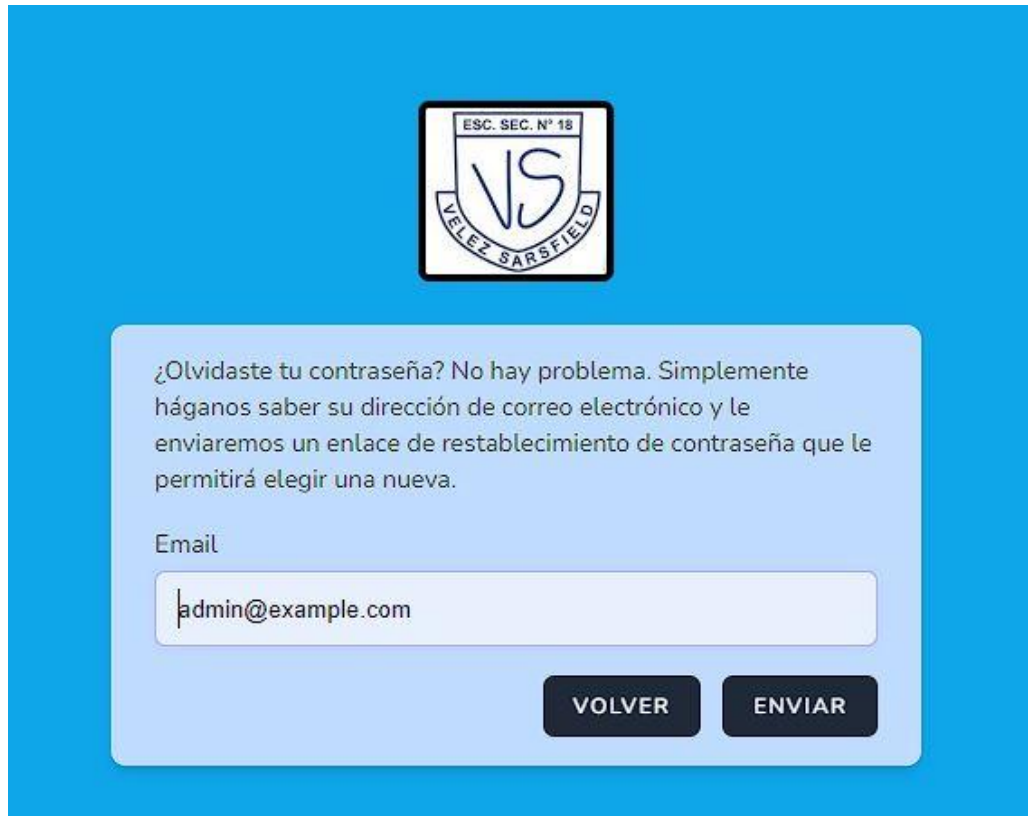 ESC. SEC. N° 18
VS
VELEZ SARSFIELD
¿Olvidaste tu contraseña? No hay problema. Simplemente
háganos saber su dirección de correo electrónico y le
enviaremos un enlace de restablecimiento de contraseña que le
permitirá elegir una nueva.
Email
admin@example.com
VOLVER ENVIAR